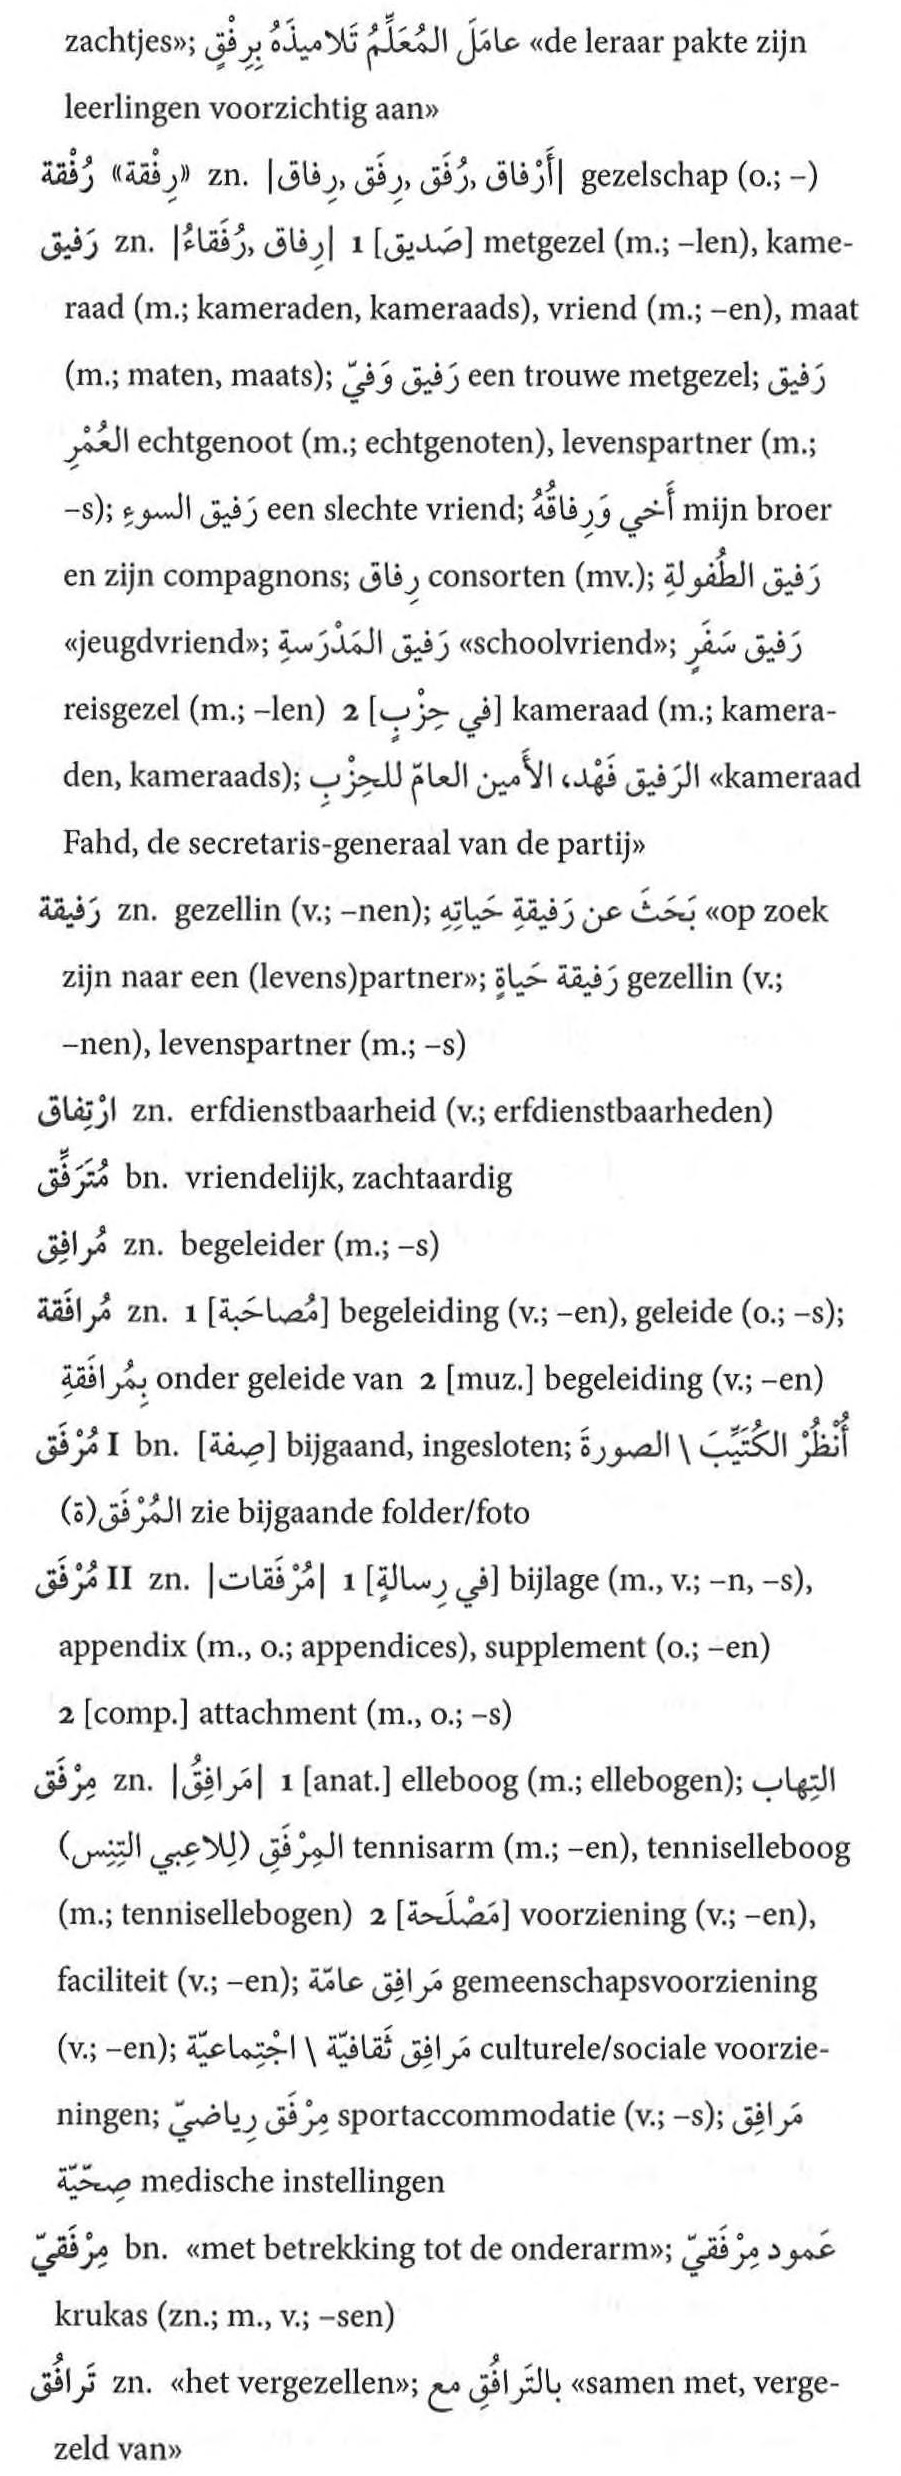 zachtjes»; عامَلَ المُعَلِّمُ تَلاميذَهُ بِرِفْقٍ «de leraar pakte zijn
leerlingen voorzichtig aan»
رُفْقة «رِفْقة» zn. |أَرْفاق, رُفَق, رِفَق, رِفاق| gezelschap (o.; –)
رَفيق zn. |رِفاق, رُفَقاءُ| 1 [صَديق] metgezel (m.; –len), kame-
raad (m.; kameraden, kameraads), vriend (m.; –en), maat
(m.; maten, maats); رَفيق وَفيّ een trouwe metgezel; رَفيق
العُمْرِ echtgenoot (m.; echtgenoten), levenspartner (m.;
–s); رَفيق السوءِ een slechte vriend; أَخي وَرِفاقُهُ mijn broer
en zijn compagnons; رِفاق consorten (mv.); رَفيق الطُفولةِ
«jeugdvriend»; رَفيق المَدْرَسةِ «schoolvriend»; رَفيق سَفَرٍ
reisgezel (m.; –len) 2 [في حِزْبٍ] kameraad (m.; kamera-
den, kameraads); الرَفيق فَهْد، الأَمين العامّ للحِزْبِ «kameraad
Fahd, de secretaris-generaal van de partij»
رَفيقة zn. gezellin (v.; –nen); بَحَثَ عن رَفيقةِ حَياتِهِ «op zoek
zijn naar een (levens)partner»; رَفيقة حَياةٍ gezellin (v.;
–nen), levenspartner (m.; –s)
ارْتِفاق zn. erfdienstbaarheid (v.; erfdienstbaarheden)
مُتَرَفِّق bn. vriendelijk, zachtaardig
مُرافِق zn. begeleider (m.; –s)
مُرافَقة zn. 1 [مُصاحَبة] begeleiding (v.; –en), geleide (o.; –s);
بِمُرافَقةِ onder geleide van 2 [muz.] begeleiding (v.; –en)
مُرْفَق I bn. [صِفة] bijgaand, ingesloten; أُنْظُرْ الكُتَيِّبَ \ الصورةَ
المُرْفَق(ة) zie bijgaande folder/foto
مُرْفَق II zn. |مُرْفَقات| 1 [في رِسالةٍ] bijlage (m., v.; –n, –s),
appendix (m., o.; appendices), supplement (o.; –en)
2 [comp.] attachment (m., o.; –s)
مِرْفَق zn. |مَرافِقُ| 1 [anat.] elleboog (m.; ellebogen); التِهاب
المِرْفَقِ (لِلاعِبي التِنِس) tennisarm (m.; –en), tenniselleboog
(m.; tennisellebogen) 2 [مَصْلَحة] voorziening (v.; –en),
faciliteit (v.; –en); مَرافِق عامّة gemeenschapsvoorziening
(v.; –en); مَرافِق ثَقافيّة \ اجْتِماعيّة culturele/sociale voorzie-
ningen; مِرْفَق رِياضيّ sportaccommodatie (v.; –s); مَرافِق
صِحّيّة medische instellingen
مِرْفَقيّ bn. «met betrekking tot de onderarm»; عَمود مِرْفَقيّ
krukas (zn.; m., v.; –sen)
تَرافُق zn. «het vergezellen»; بالتَرافُقِ مع «samen met, verge-
zeld van»